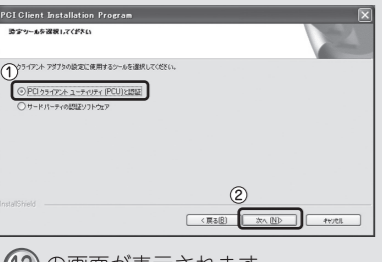 PCI Client Installation Program
設定ツールを選択してください
①
クライアント アダプタの設定に使用するツールを選択してください。
PCI クライアント ユーティリティ (PCU)と認証
サード パーティの認証ソフトウェア
InstallShield
②
< 戻る(B)
次へ (N)>
キャンセル
の画面が表示されます